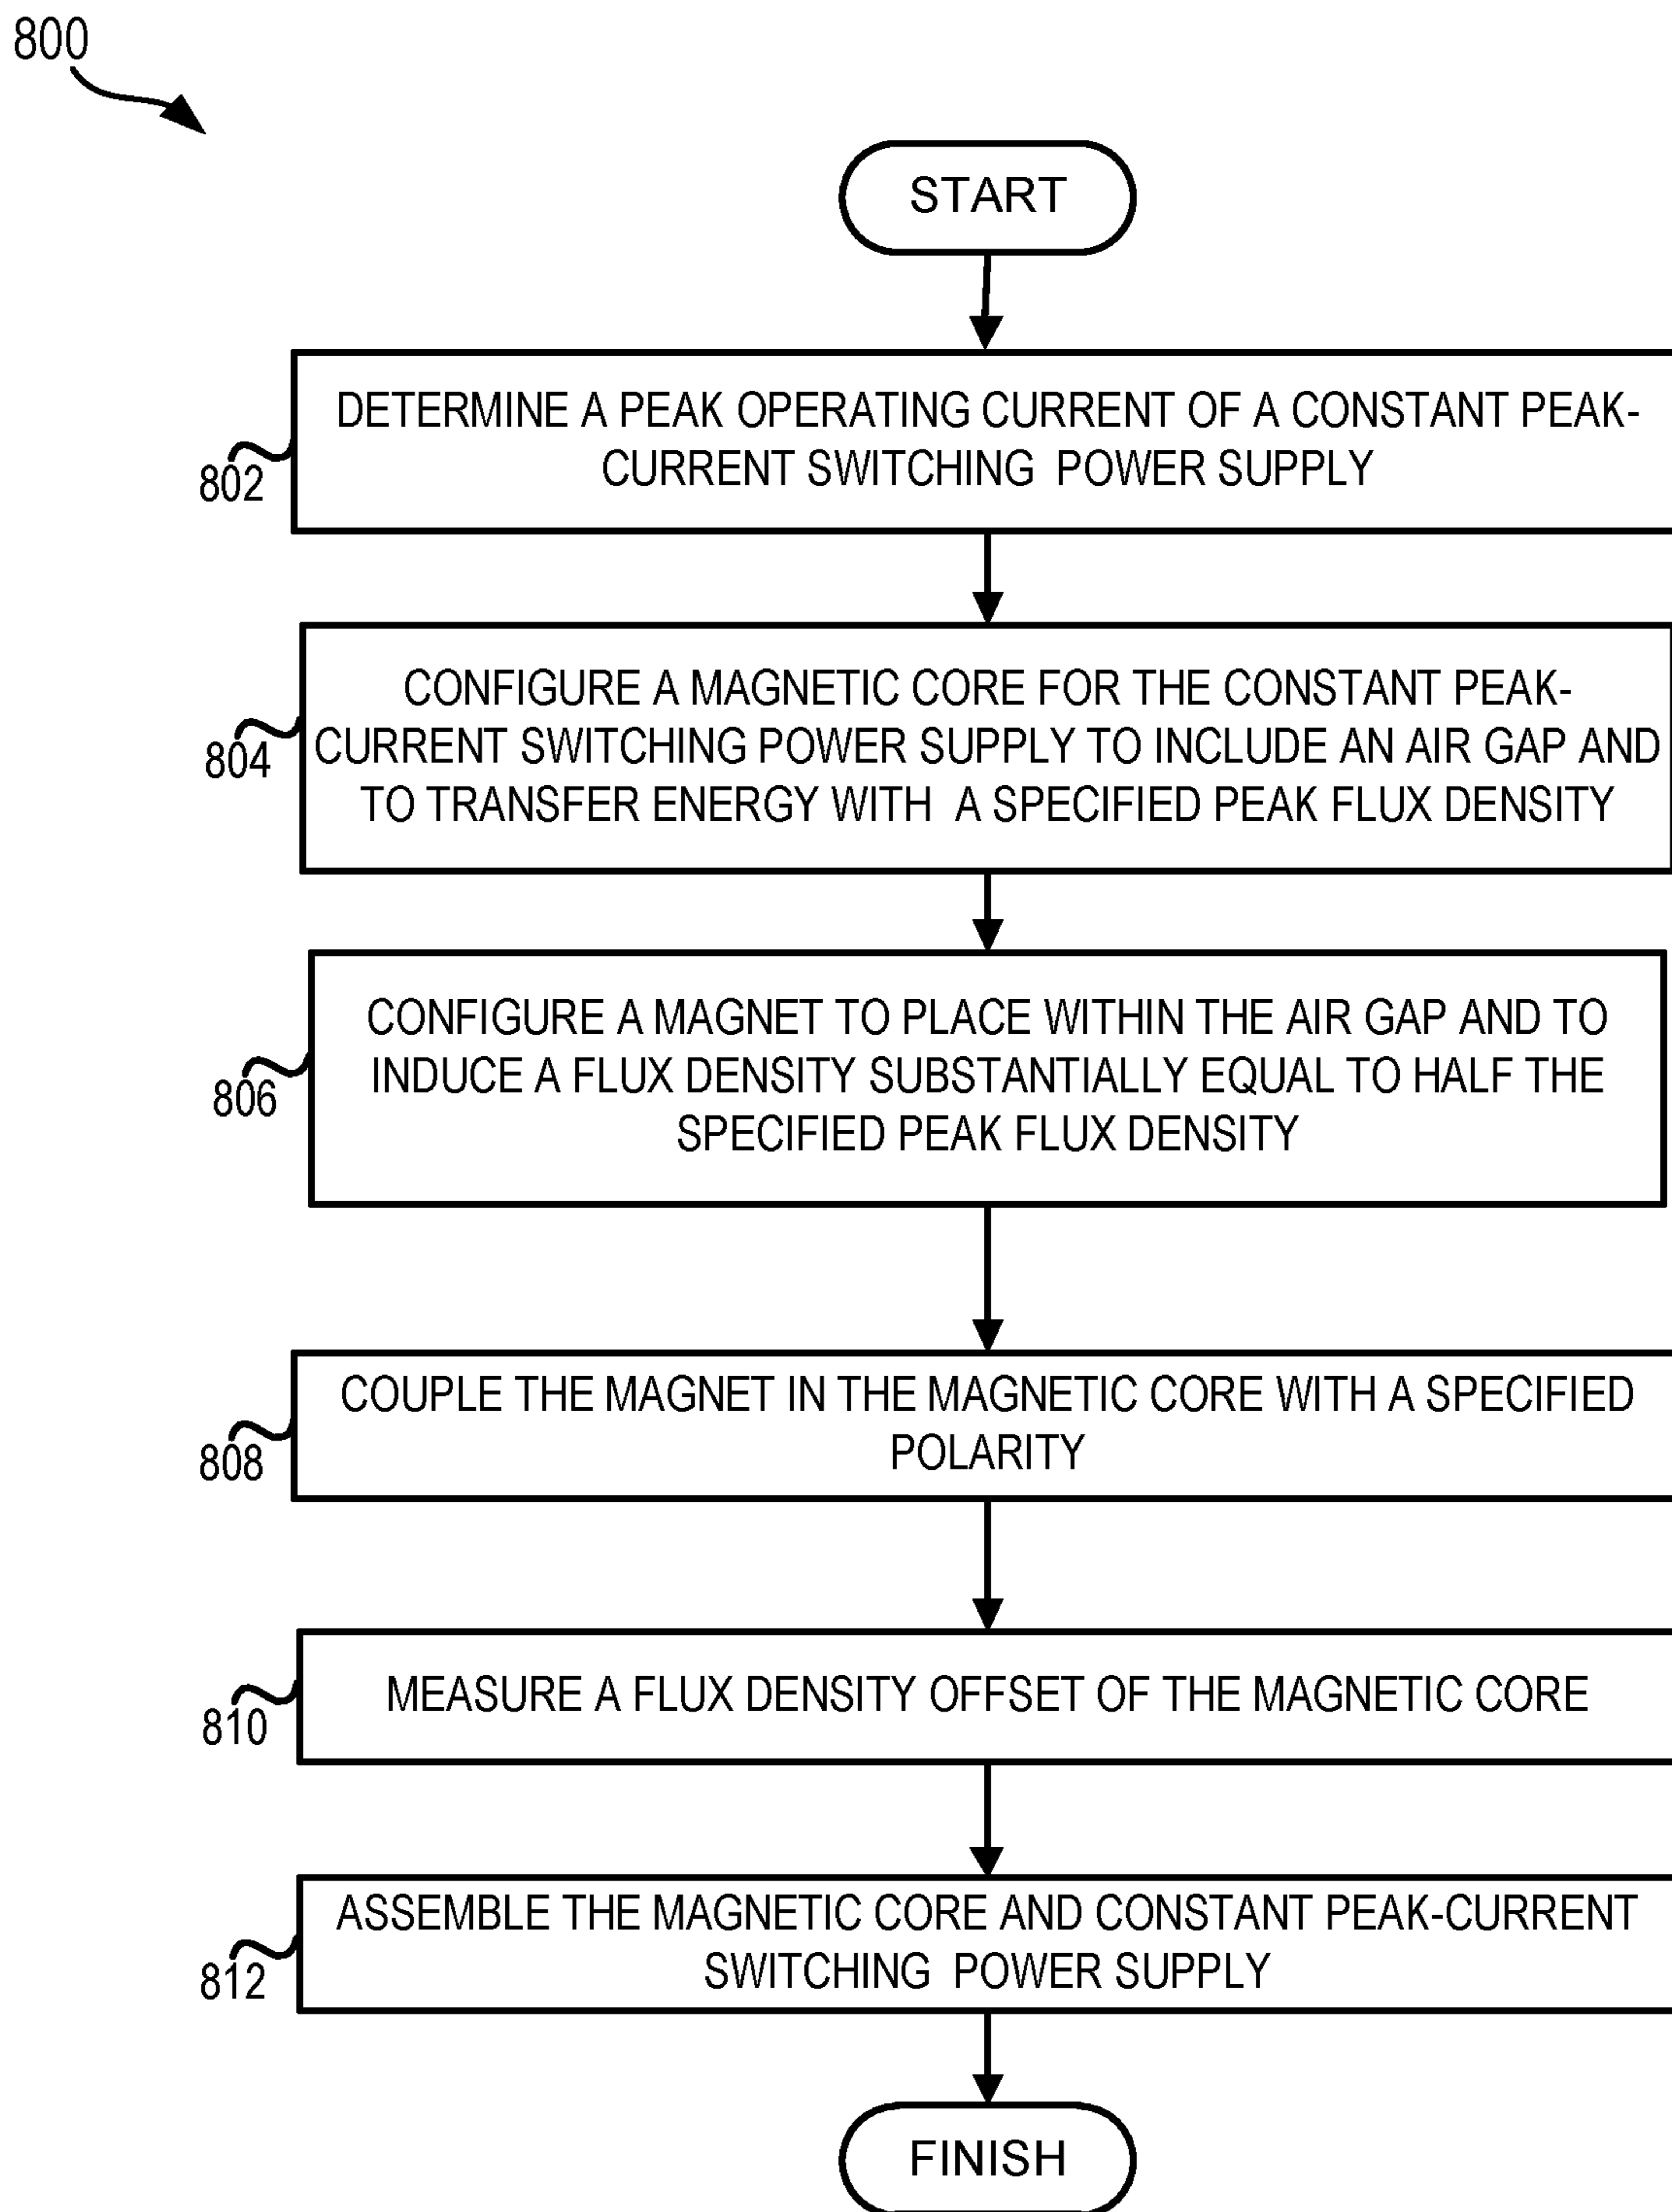 800
START
DETERMINE A PEAK OPERATING CURRENT OF A CONSTANT PEAK-
CURRENT SWITCHING POWER SUPPLY
802
CONFIGURE A MAGNETIC CORE FOR THE CONSTANT PEAK-
CURRENT SWITCHING POWER SUPPLY TO INCLUDE AN AIR GAP AND
TO TRANSFER ENERGY WITH A SPECIFIED PEAK FLUX DENSITY
804
CONFIGURE A MAGNET TO PLACE WITHIN THE AIR GAP AND TO
INDUCE A FLUX DENSITY SUBSTANTIALLY EQUAL TO HALF THE
SPECIFIED PEAK FLUX DENSITY
806
COUPLE THE MAGNET IN THE MAGNETIC CORE WITH A SPECIFIED
POLARITY
808
MEASURE A FLUX DENSITY OFFSET OF THE MAGNETIC CORE
810
ASSEMBLE THE MAGNETIC CORE AND CONSTANT PEAK-CURRENT
SWITCHING POWER SUPPLY
812
FINISH